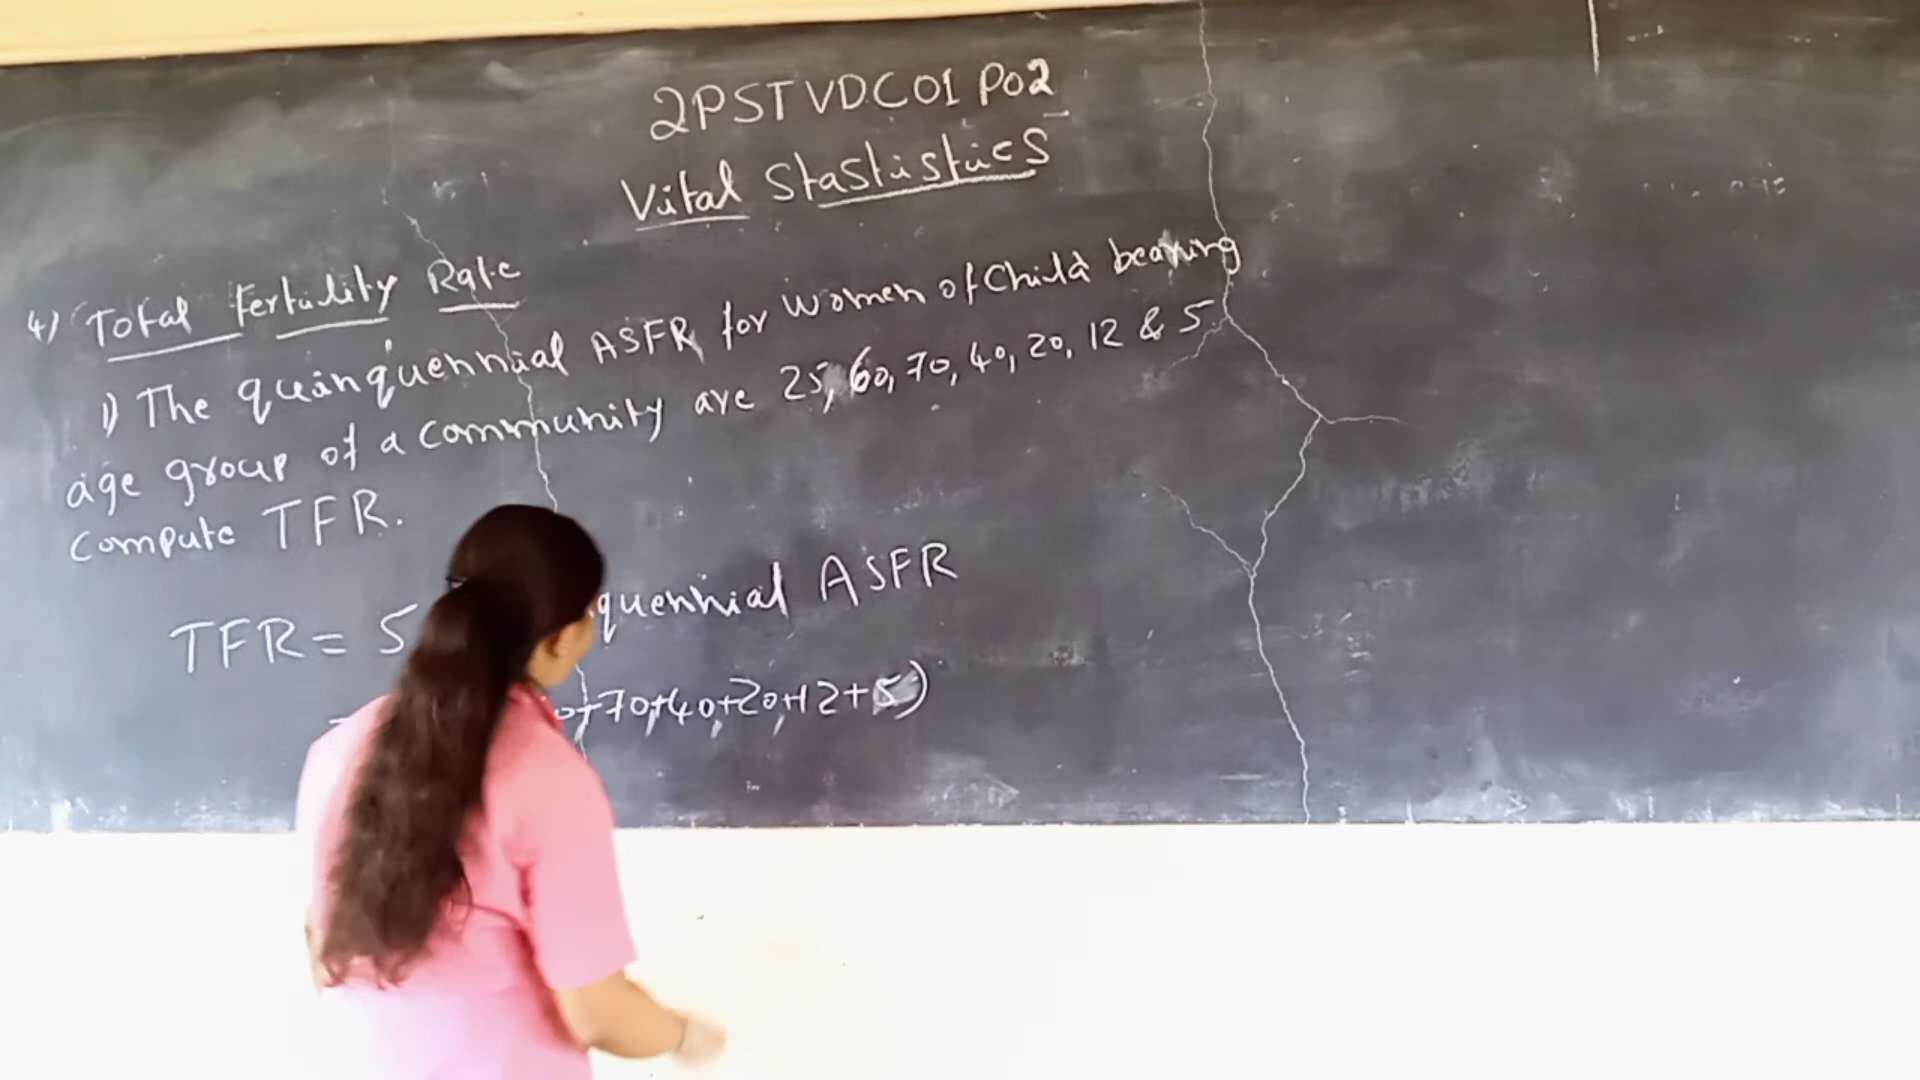 2PSTVDC01 P02
Vital Stastistics
4) Total Fertility Rate
1) The quinquennial ASFR for Women of Child bearing
age group of a community are 25, 60, 70, 40, 20, 12 & 5.
Compute TFR.
TFR = 5 quennial ASFR
+70+40+20+12+5)